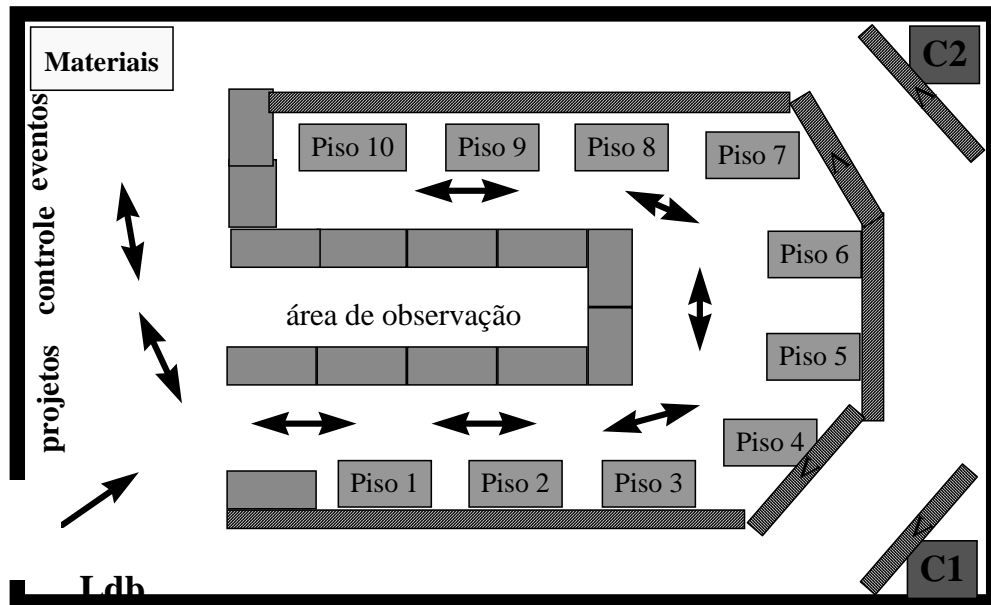 Materiais
C2
Piso 10
Piso 9
Piso 8
Piso 7
projetos controle eventos
Piso 6
área de observação
Piso 5
Piso 4
Piso 1
Piso 2
Piso 3
C1
Ldb